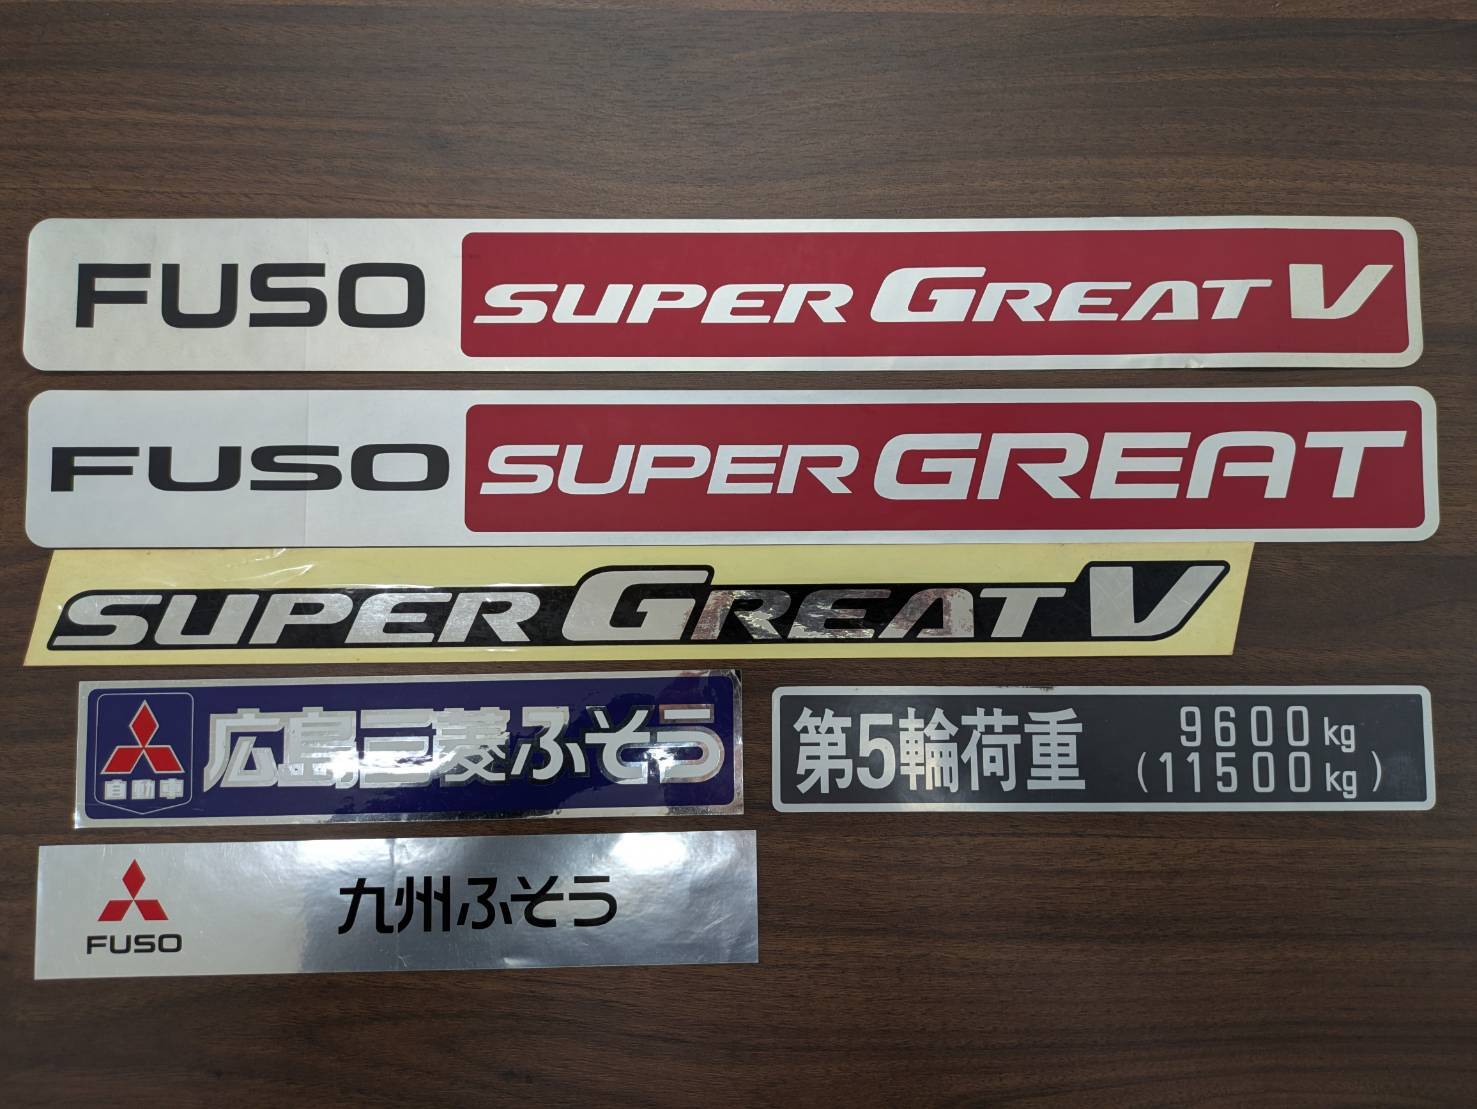 FUSO SUPER GREAT V
FUSO SUPER GREAT
SUPER GREAT V
自動車 広島三菱ふそう
第5輪荷重 9600kg
(11500kg)
FUSO 九州ふそう